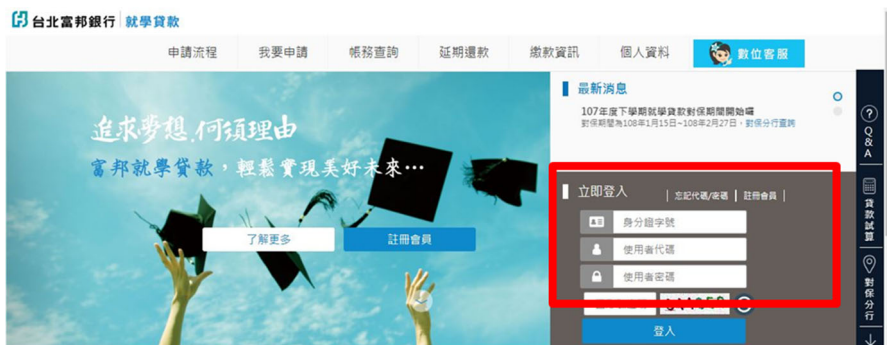 台北富邦銀行 就學貸款
申請流程 我要申請 帳務查詢 延期還款 繳款資訊 個人資料 數位客服
追求夢想,何須理由
富邦就學貸款,輕鬆實現美好未來…
了解更多 註冊會員
最新消息
107年度下學期就學貸款對保期間開始囉
對保期間為108年1月15日~108年2月27日,對保分行查詢
立即登入 | 忘記代碼/密碼 | 註冊會員 |
身分證字號
使用者代碼
使用者密碼
登入
Q&A
貸款試算
對保分行